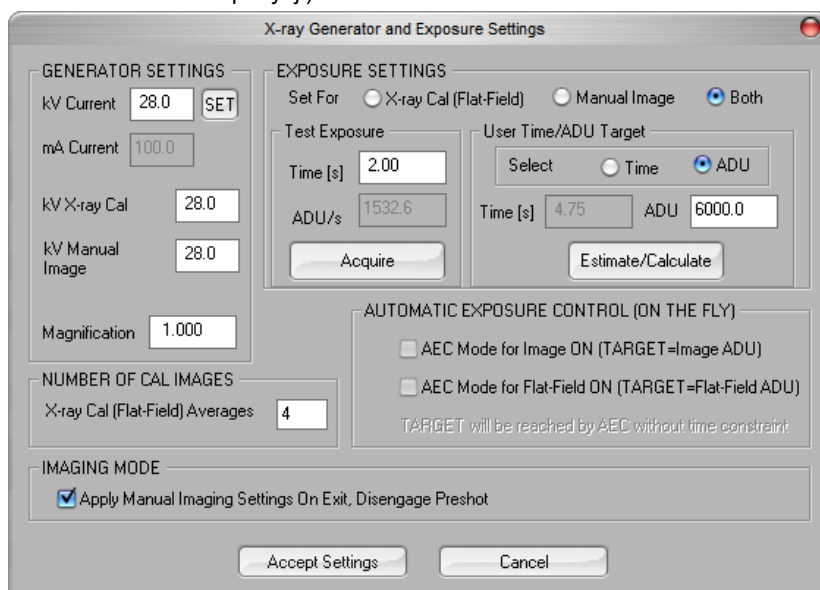 X-ray Generator and Exposure Settings
GENERATOR SETTINGS
kV Current 28.0 SET
mA Current 100.0
kV X-ray Cal 28.0
kV Manual Image 28.0
Magnification 1.000
EXPOSURE SETTINGS
Set For X-ray Cal (Flat-Field) Manual Image Both
Test Exposure
Time [s] 2.00
ADU/s 1532.6
Acquire
User Time/ADU Target
Select Time ADU
Time [s] 4.75 ADU 6000.0
Estimate/Calculate
AUTOMATIC EXPOSURE CONTROL (ON THE FLY)
AEC Mode for Image ON (TARGET=Image ADU)
AEC Mode for Flat-Field ON (TARGET=Flat-Field ADU)
TARGET will be reached by AEC without time constraint
NUMBER OF CAL IMAGES
X-ray Cal (Flat-Field) Averages 4
IMAGING MODE
Apply Manual Imaging Settings On Exit, Disengage Preshot
Accept Settings Cancel